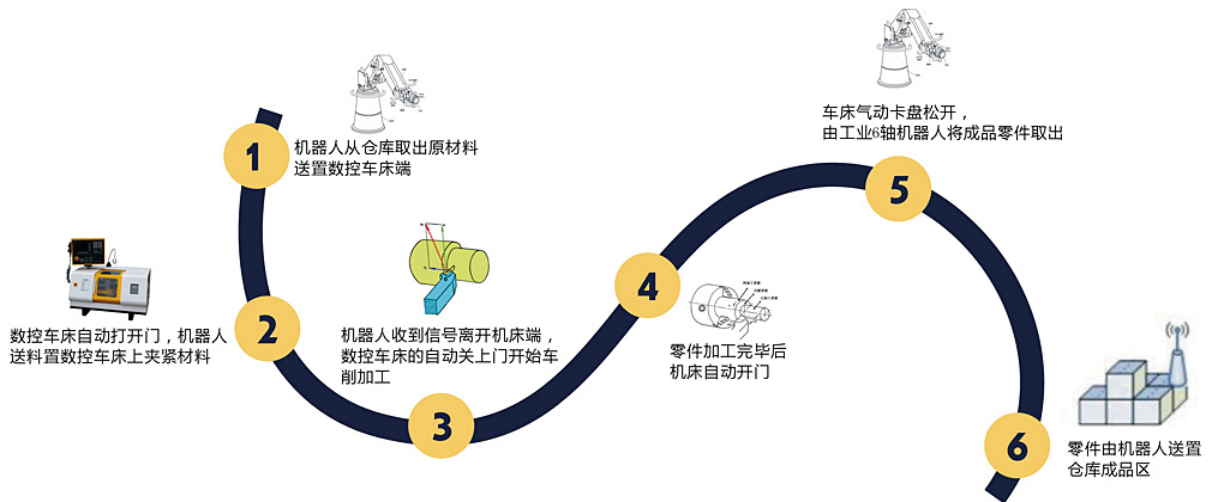 1
机器人从仓库取出原材料
送置数控车床端
2
数控车床自动打开门，机器人
送料置数控车床上夹紧材料
3
机器人收到信号离开机床端，
数控车床的自动关上门开始车
削加工
4
零件加工完毕后
机床自动开门
5
车床气动卡盘松开，
由工业6轴机器人将成品零件取出
6
零件由机器人送置
仓库成品区